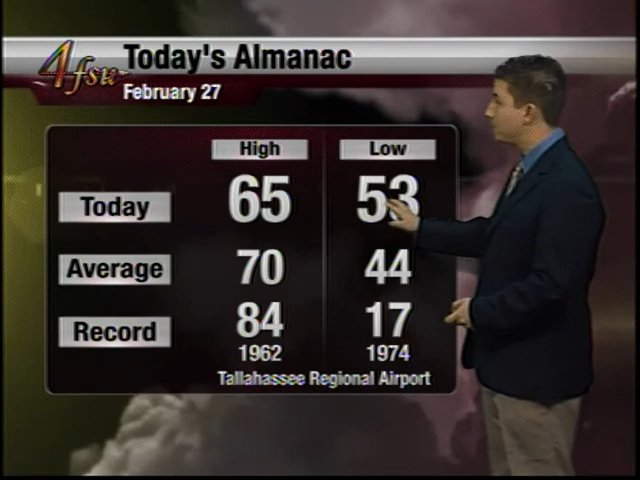 4fsu
Today's Almanac
February 27
High Low
Today 65 53
Average 70 44
Record 84 17
1962 1974
Tallahassee Regional Airport